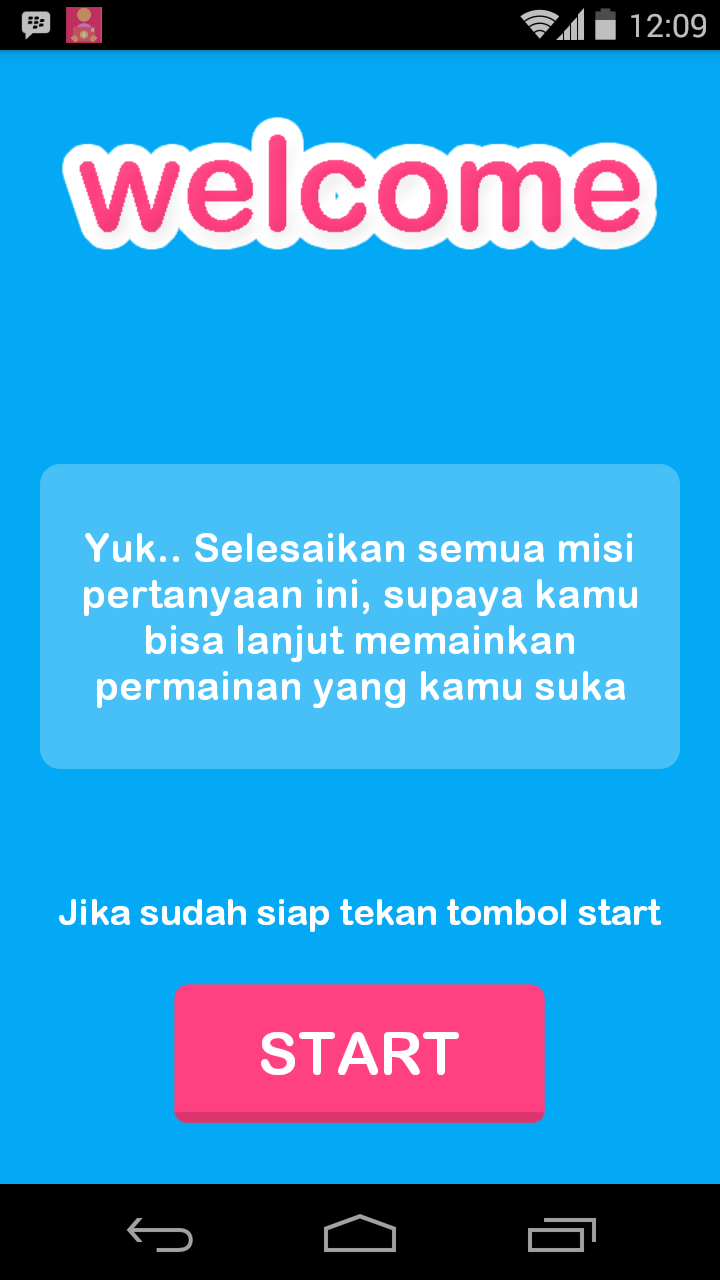 12:09
welcome
Yuk.. Selesaikan semua misi
pertanyaan ini, supaya kamu
bisa lanjut memainkan
permainan yang kamu suka
Jika sudah siap tekan tombol start
START